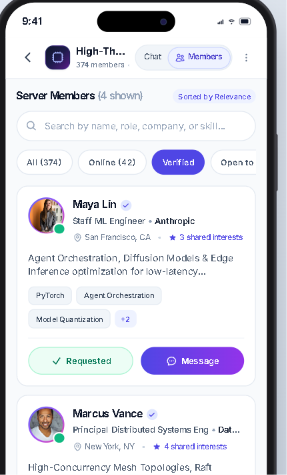 9:41
High-Th...
374 members ·
Chat
Members
Server Members (4 shown)
Sorted by Relevance
Search by name, role, company, or skill...
All (374)
Online (42)
Verified
Open to
Maya Lin
Staff ML Engineer • Anthropic
San Francisco, CA • ★ 3 shared interests
Agent Orchestration, Diffusion Models & Edge
Inference optimization for low-latency...
PyTorch
Agent Orchestration
Model Quantization
+2
✓ Requested
Message
Marcus Vance
Principal Distributed Systems Eng • Dat...
New York, NY • ★ 4 shared interests
High-Concurrency Mesh Topologies, Raft